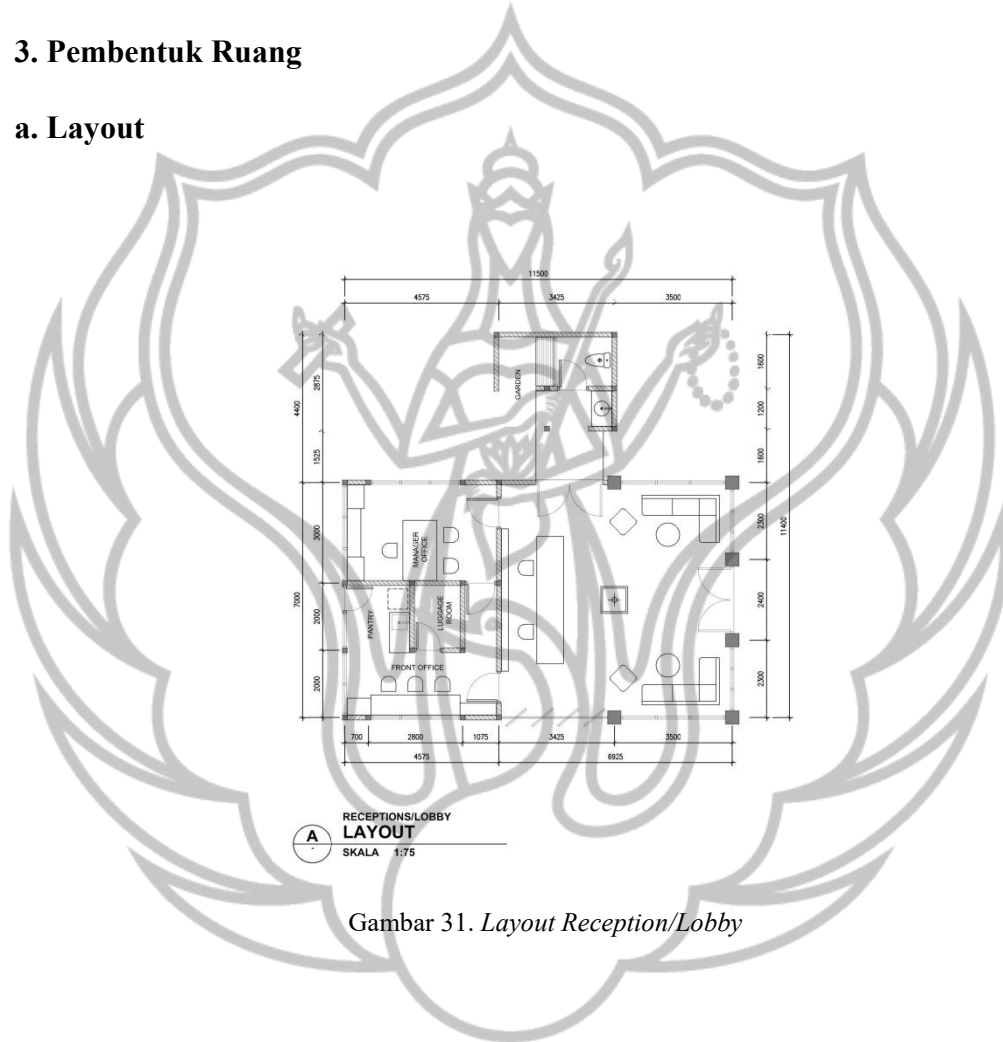 3. Pembentuk Ruang
a. Layout
11500
4575 3425 3500
4400
2875
1525
7000
3000
2000
2000
1600
1200
1600
11400
2300
2400
2300
GARDEN
MANAGER
OFFICE
PANTRY
LUGGAGE
ROOM
FRONT OFFICE
700 2800 1075 3425 3500
4575 6925
A
-
RECEPTIONS/LOBBY
LAYOUT
SKALA 1:75
Gambar 31. Layout Reception/Lobby